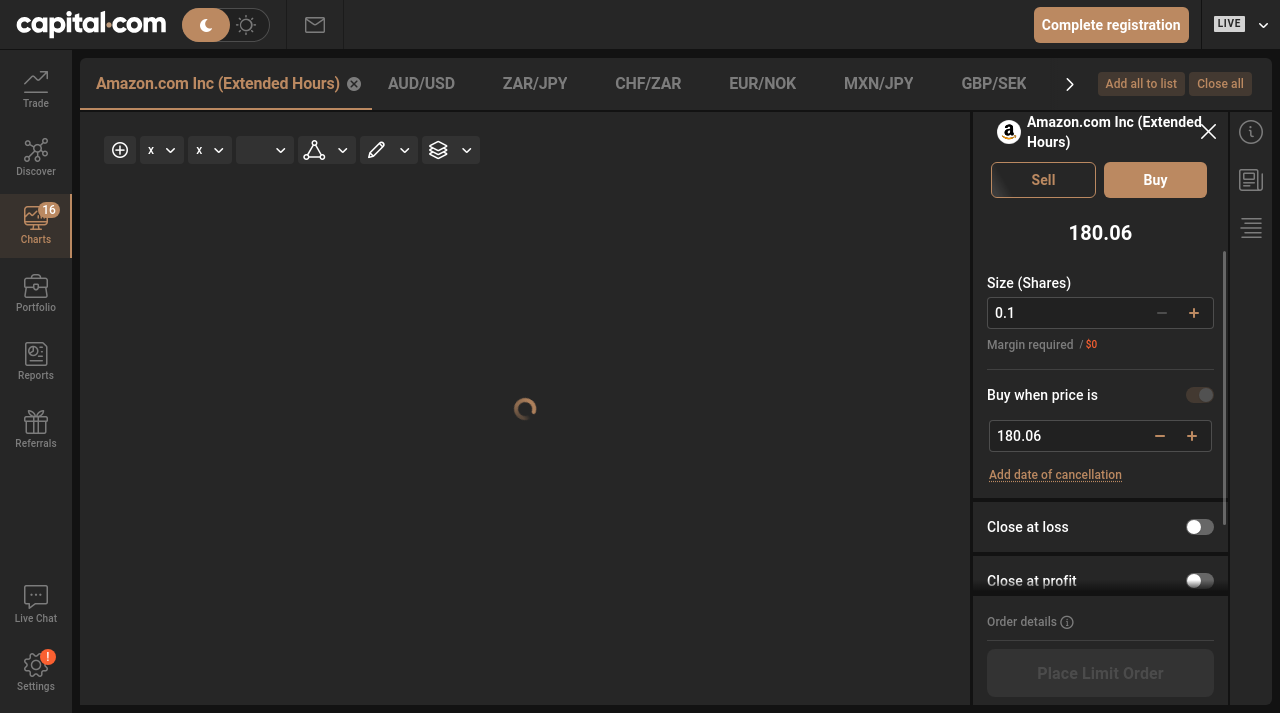 capital.com
Complete registration
LIVE
Trade
Discover
16
Charts
Portfolio
Reports
Referrals
Live Chat
!
Settings
Amazon.com Inc (Extended Hours)
AUD/USD
ZAR/JPY
CHF/ZAR
EUR/NOK
MXN/JPY
GBP/SEK
Add all to list
Close all
x
x
Amazon.com Inc (Extended
Hours)
Sell
Buy
180.06
Size (Shares)
0.1
Margin required / $0
Buy when price is
180.06
Add date of cancellation
Close at loss
Close at profit
Order details
Place Limit Order